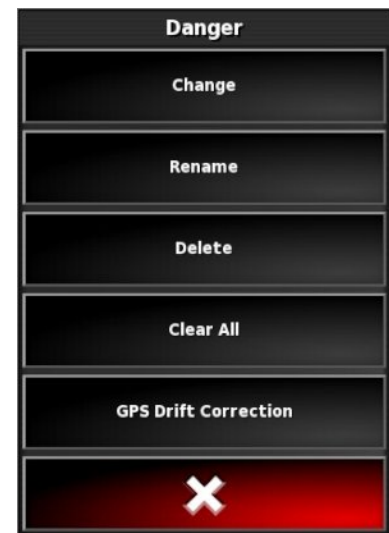 Danger
Change
Rename
Delete
Clear All
GPS Drift Correction